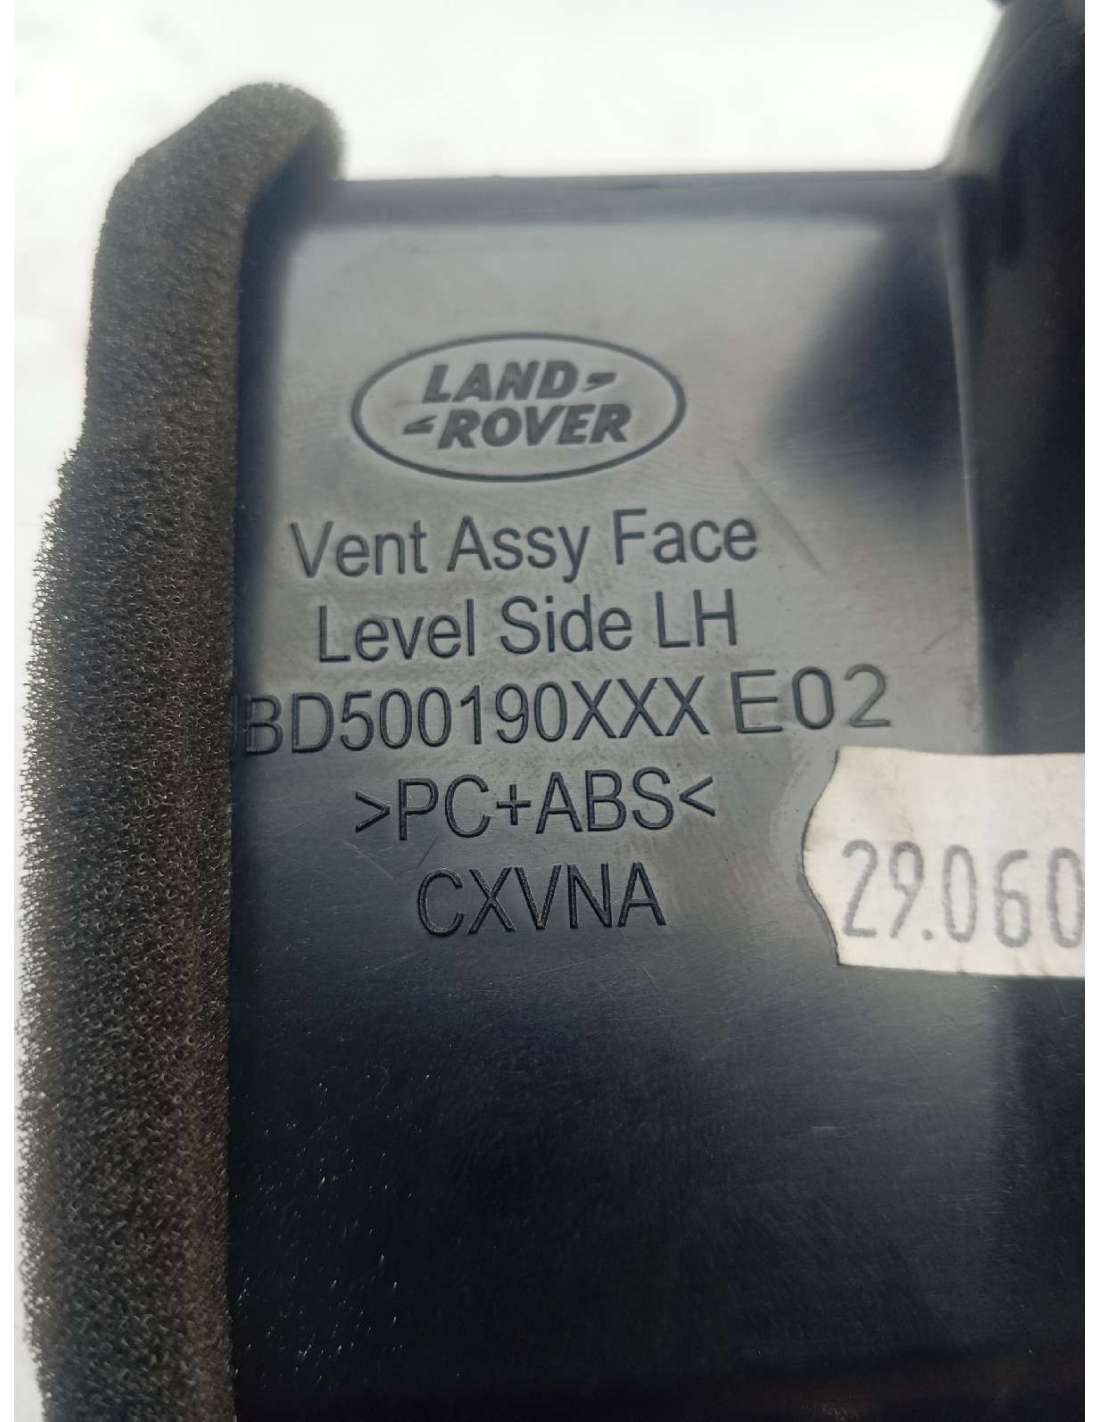 LAND-
-ROVER
Vent Assy Face
Level Side LH
BD500190XXX E02
>PC+ABS<
CXVNA
29.060